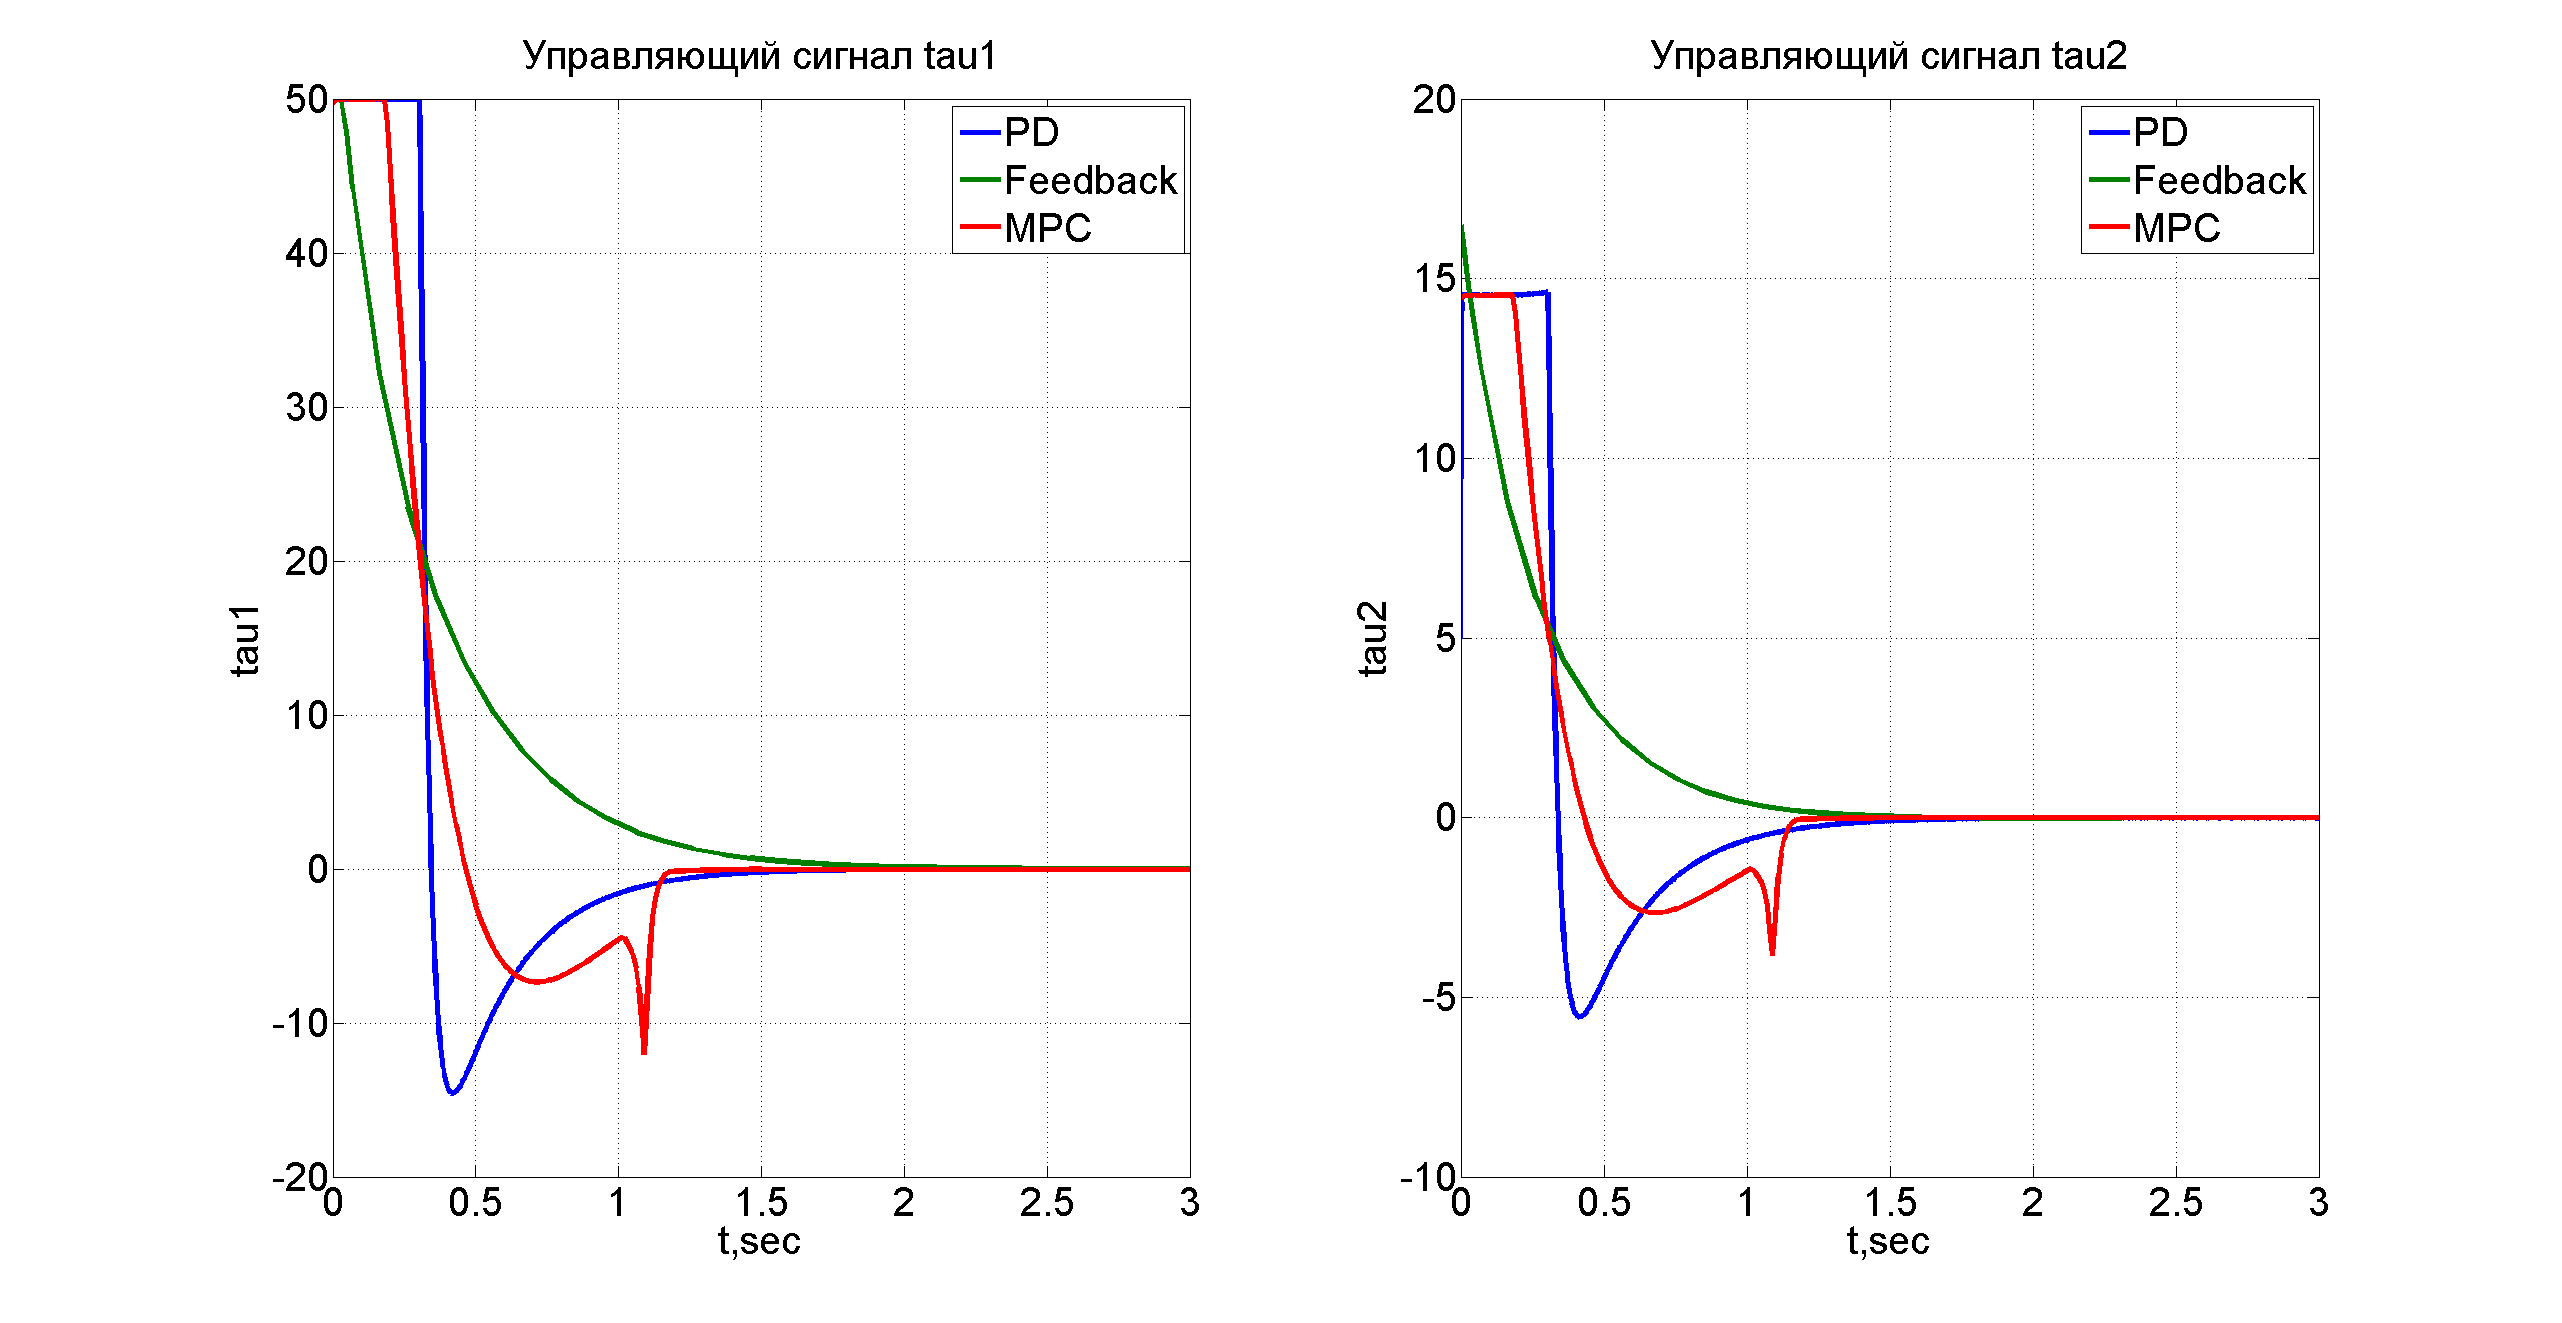 Управляющий сигнал tau1
50
40
30
20
10
0
-10
-20
tau1
0 0.5 1 1.5 2 2.5 3
t,sec
PD
Feedback
MPC
Управляющий сигнал tau2
20
15
10
5
0
-5
-10
tau2
0 0.5 1 1.5 2 2.5 3
t,sec
PD
Feedback
MPC